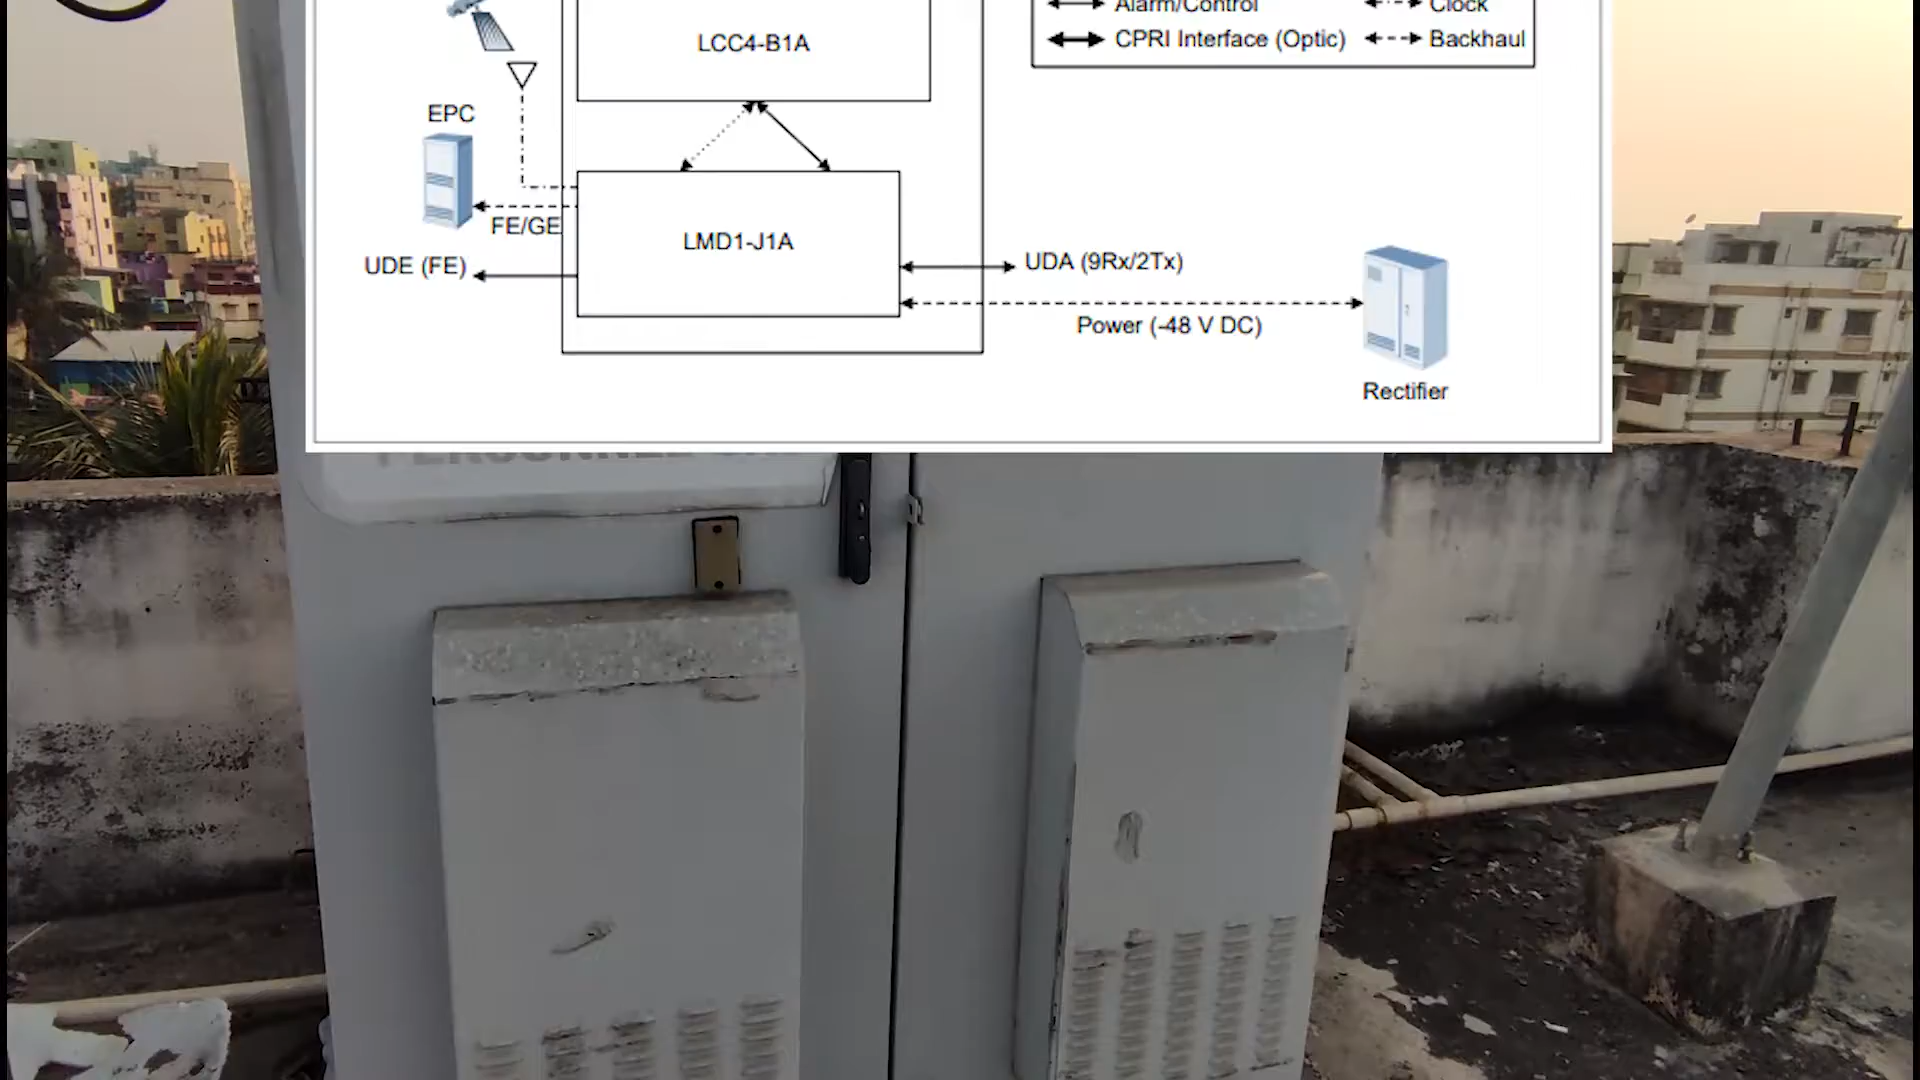 Alarm/Control
Clock
CPRI Interface (Optic)
Backhaul
LCC4-B1A
EPC
FE/GE
LMD1-J1A
UDE (FE)
UDA (9Rx/2Tx)
Power (-48 V DC)
Rectifier